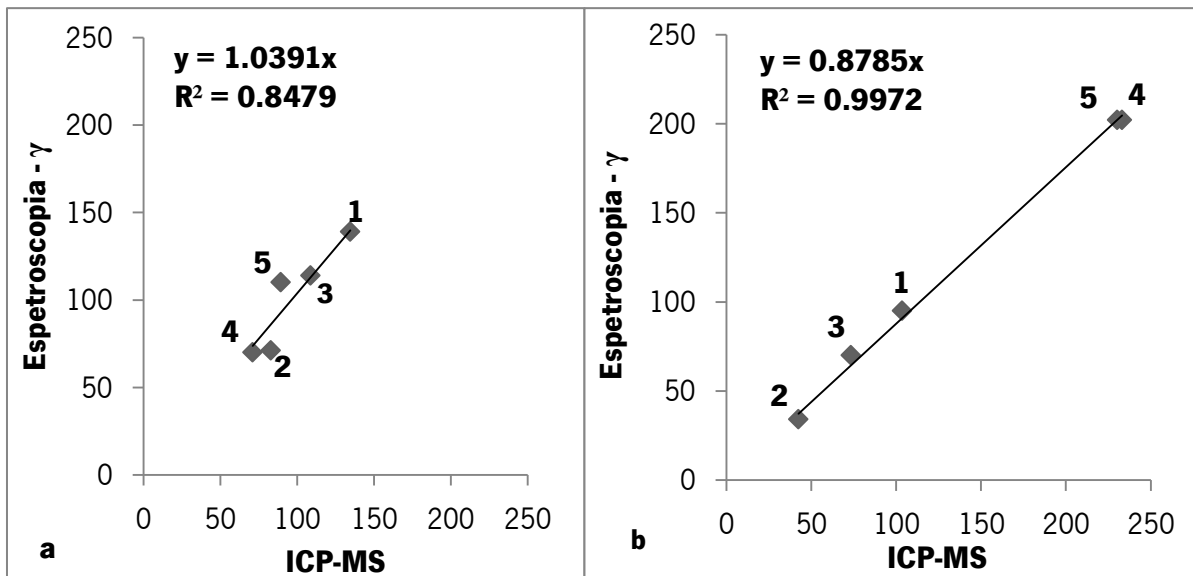 y = 1.0391x
R² = 0.8479
250
200
150
100
50
0
Espetroscopia - γ
1
5
3
4
2
0 50 100 150 200 250
ICP-MS
a
y = 0.8785x
R² = 0.9972
250
200
150
100
50
0
Espetroscopia - γ
5 4
1
3
2
0 50 100 150 200 250
ICP-MS
b